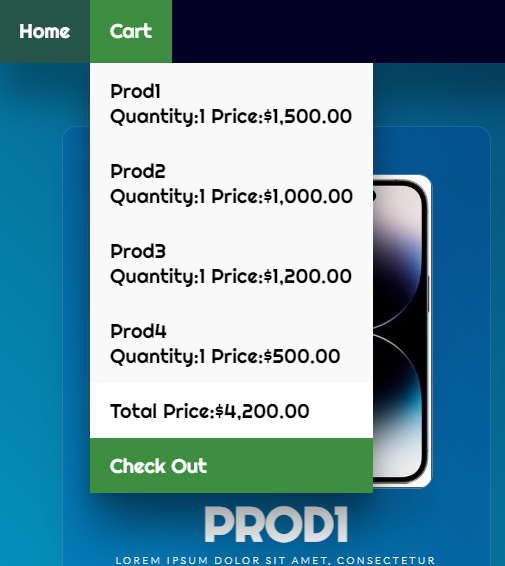 Home Cart
Prod1
Quantity:1 Price:$1,500.00
Prod2
Quantity:1 Price:$1,000.00
Prod3
Quantity:1 Price:$1,200.00
Prod4
Quantity:1 Price:$500.00
Total Price:$4,200.00
Check Out
PROD1
LOREM IPSUM DOLOR SIT AMET, CONSECTETUR